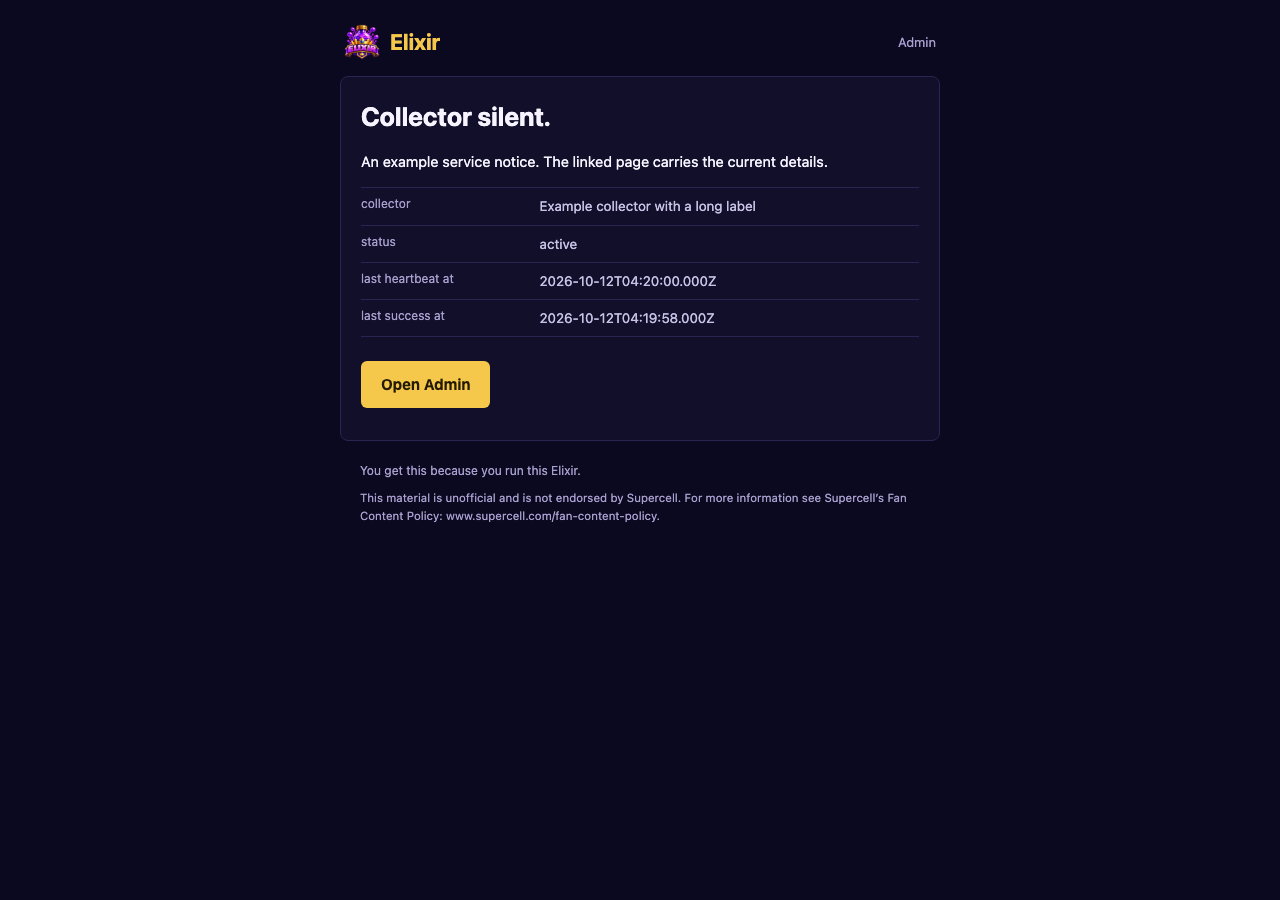 ELIXIR
Elixir
Admin
Collector silent.
An example service notice. The linked page carries the current details.
collector
Example collector with a long label
status
active
last heartbeat at
2026-10-12T04:20:00.000Z
last success at
2026-10-12T04:19:58.000Z
Open Admin
You get this because you run this Elixir.
This material is unofficial and is not endorsed by Supercell. For more information see Supercell’s Fan
Content Policy: www.supercell.com/fan-content-policy.